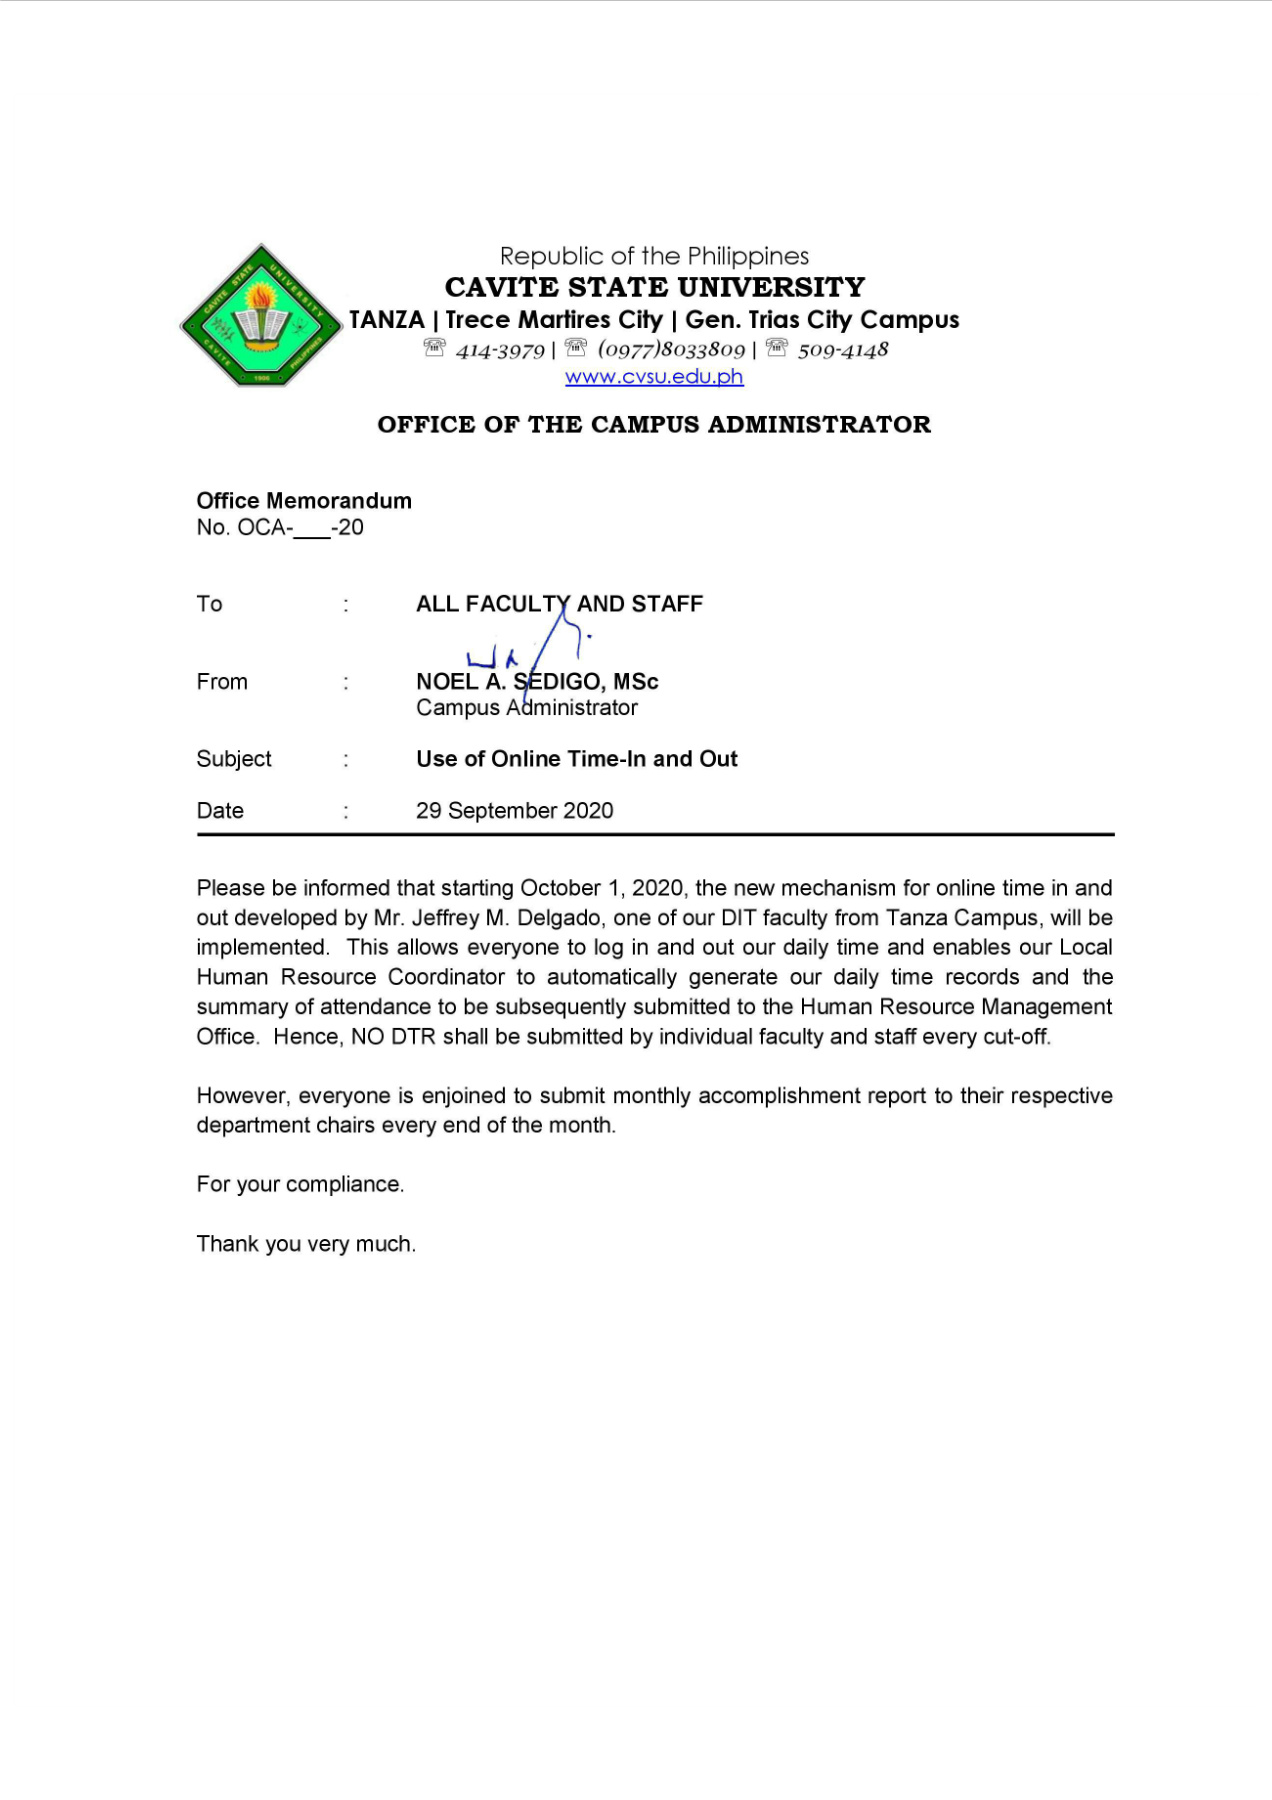 Republic of the Philippines
CAVITE STATE UNIVERSITY
TANZA | Trece Martires City | Gen. Trias City Campus
☏ 414-3979 | ☏ (0977)8033809 | ☏ 509-4148
www.cvsu.edu.ph
CAVITE STATE UNIVERSITY
CAVITE PHILIPPINES
OFFICE OF THE CAMPUS ADMINISTRATOR
Office Memorandum
No. OCA-___-20
To : ALL FACULTY AND STAFF
From : NOEL A. SEDIGO, MSc
Campus Administrator
Subject : Use of Online Time-In and Out
Date : 29 September 2020
Please be informed that starting October 1, 2020, the new mechanism for online time in and
out developed by Mr. Jeffrey M. Delgado, one of our DIT faculty from Tanza Campus, will be
implemented. This allows everyone to log in and out our daily time and enables our Local
Human Resource Coordinator to automatically generate our daily time records and the
summary of attendance to be subsequently submitted to the Human Resource Management
Office. Hence, NO DTR shall be submitted by individual faculty and staff every cut-off.
However, everyone is enjoined to submit monthly accomplishment report to their respective
department chairs every end of the month.
For your compliance.
Thank you very much.